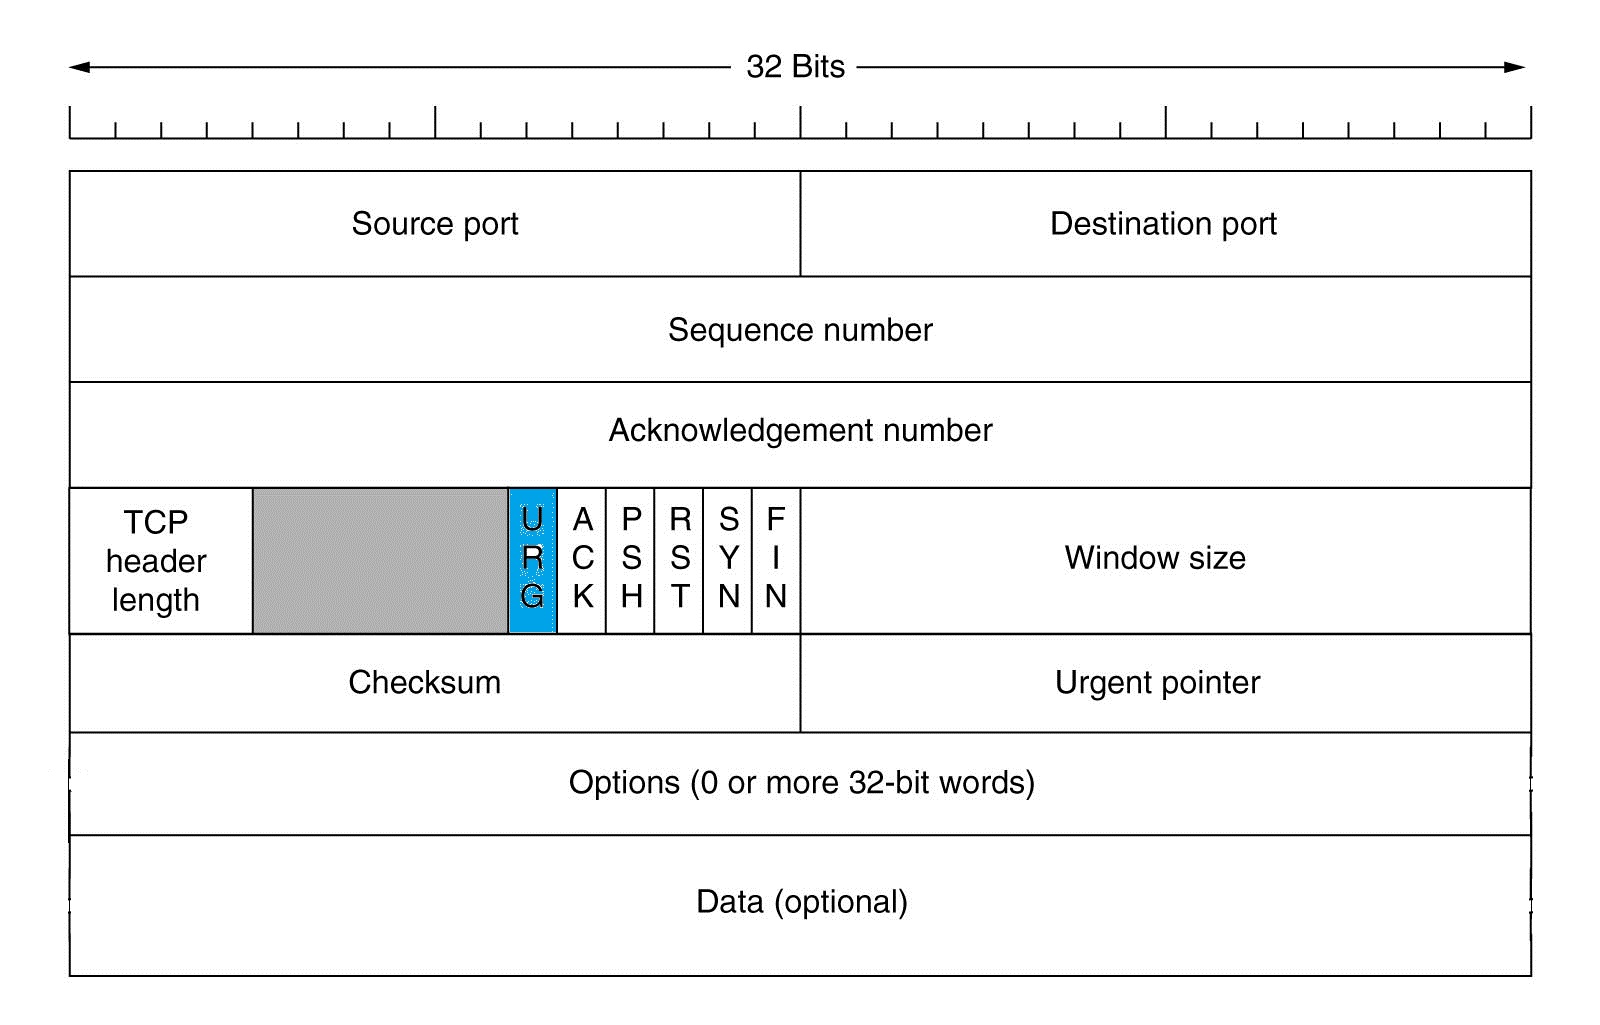 32 Bits
Source port
Destination port
Sequence number
Acknowledgement number
TCP
header
length
URG
ACK
PSH
RST
SYN
FIN
Window size
Checksum
Urgent pointer
Options (0 or more 32-bit words)
Data (optional)